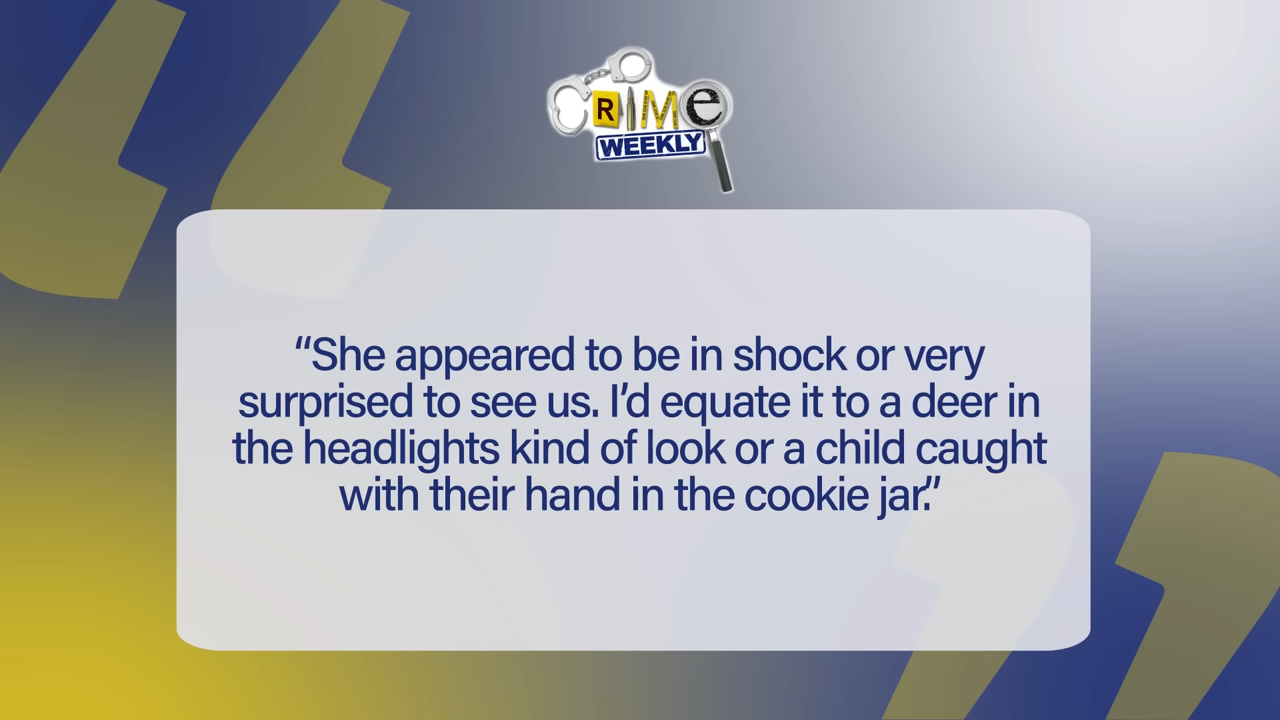 CRIMe
WEEKLY
“She appeared to be in shock or very
surprised to see us. I’d equate it to a deer in
the headlights kind of look or a child caught
with their hand in the cookie jar.”